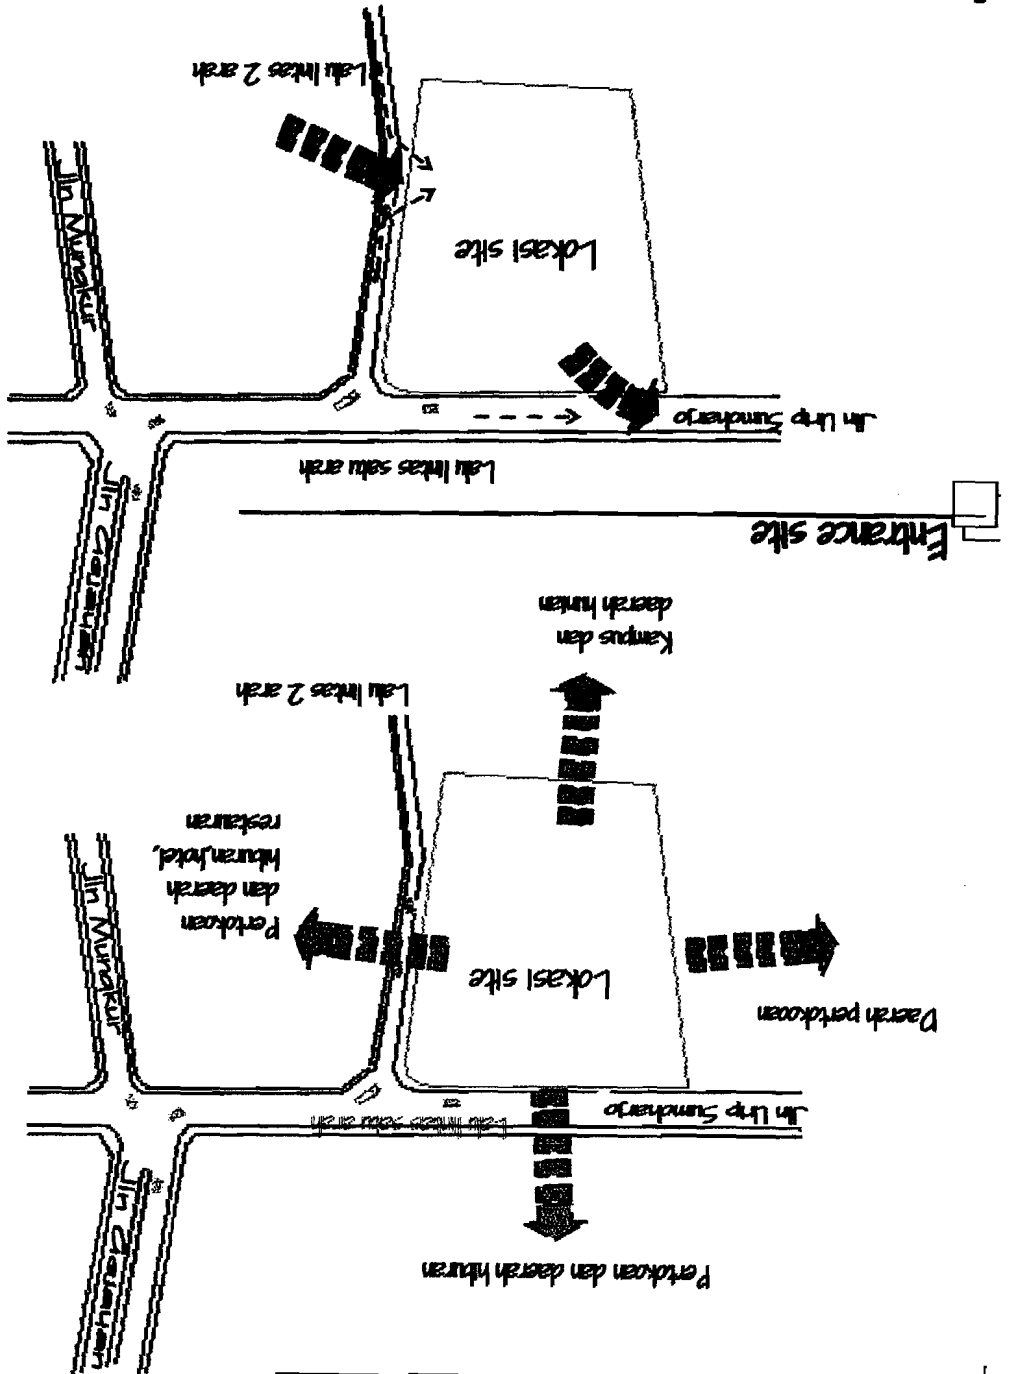 Pertokoan dan daerah hiburan
Jln Gejayan
Lalu lintas satu arah
Jln Urip Sumoharjo
Daerah pertokoan
Lokasi site
Pertokoan
dan daerah
hiburan,hotel,
restauran
Jln Mungkur
Lalu lintas 2 arah
Kampus dan
daerah hunian
Entrance site
Jln Gejayan
Lalu lintas satu arah
Jln Urip Sumoharjo
Lokasi site
Jln Mungkur
Lalu lintas 2 arah